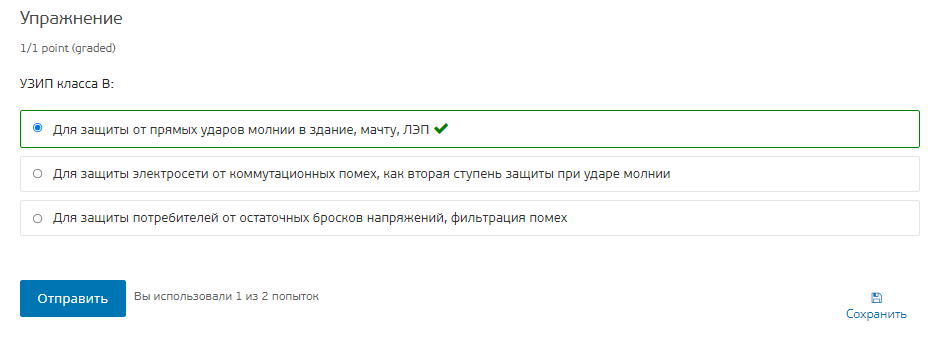 Упражнение
1/1 point (graded)
УЗИП класса В:
Для защиты от прямых ударов молнии в здание, мачту, ЛЭП
Для защиты электросети от коммутационных помех, как вторая ступень защиты при ударе молнии
Для защиты потребителей от остаточных бросков напряжений, фильтрация помех
Отправить
Вы использовали 1 из 2 попыток
Сохранить